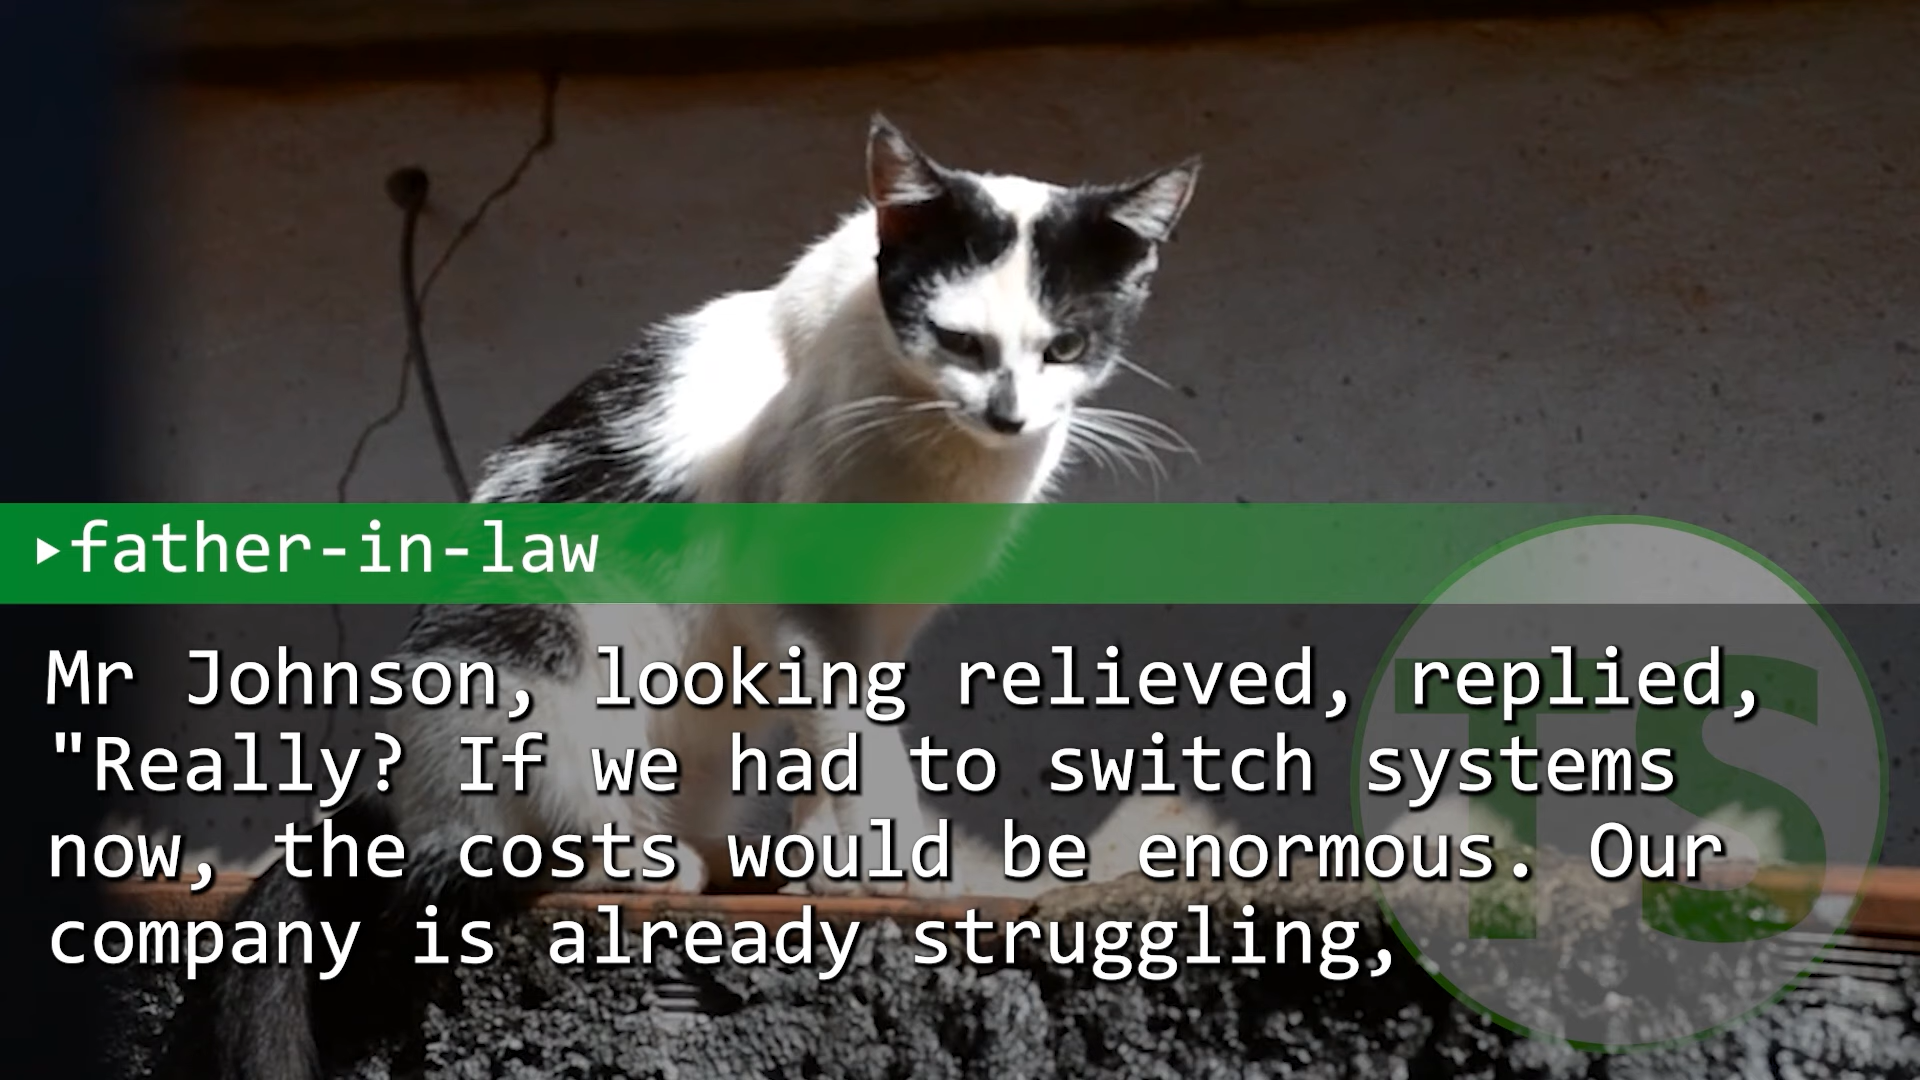 ▶father-in-law
Mr Johnson, looking relieved, replied,
"Really? If we had to switch systems
now, the costs would be enormous. Our
company is already struggling,
TS